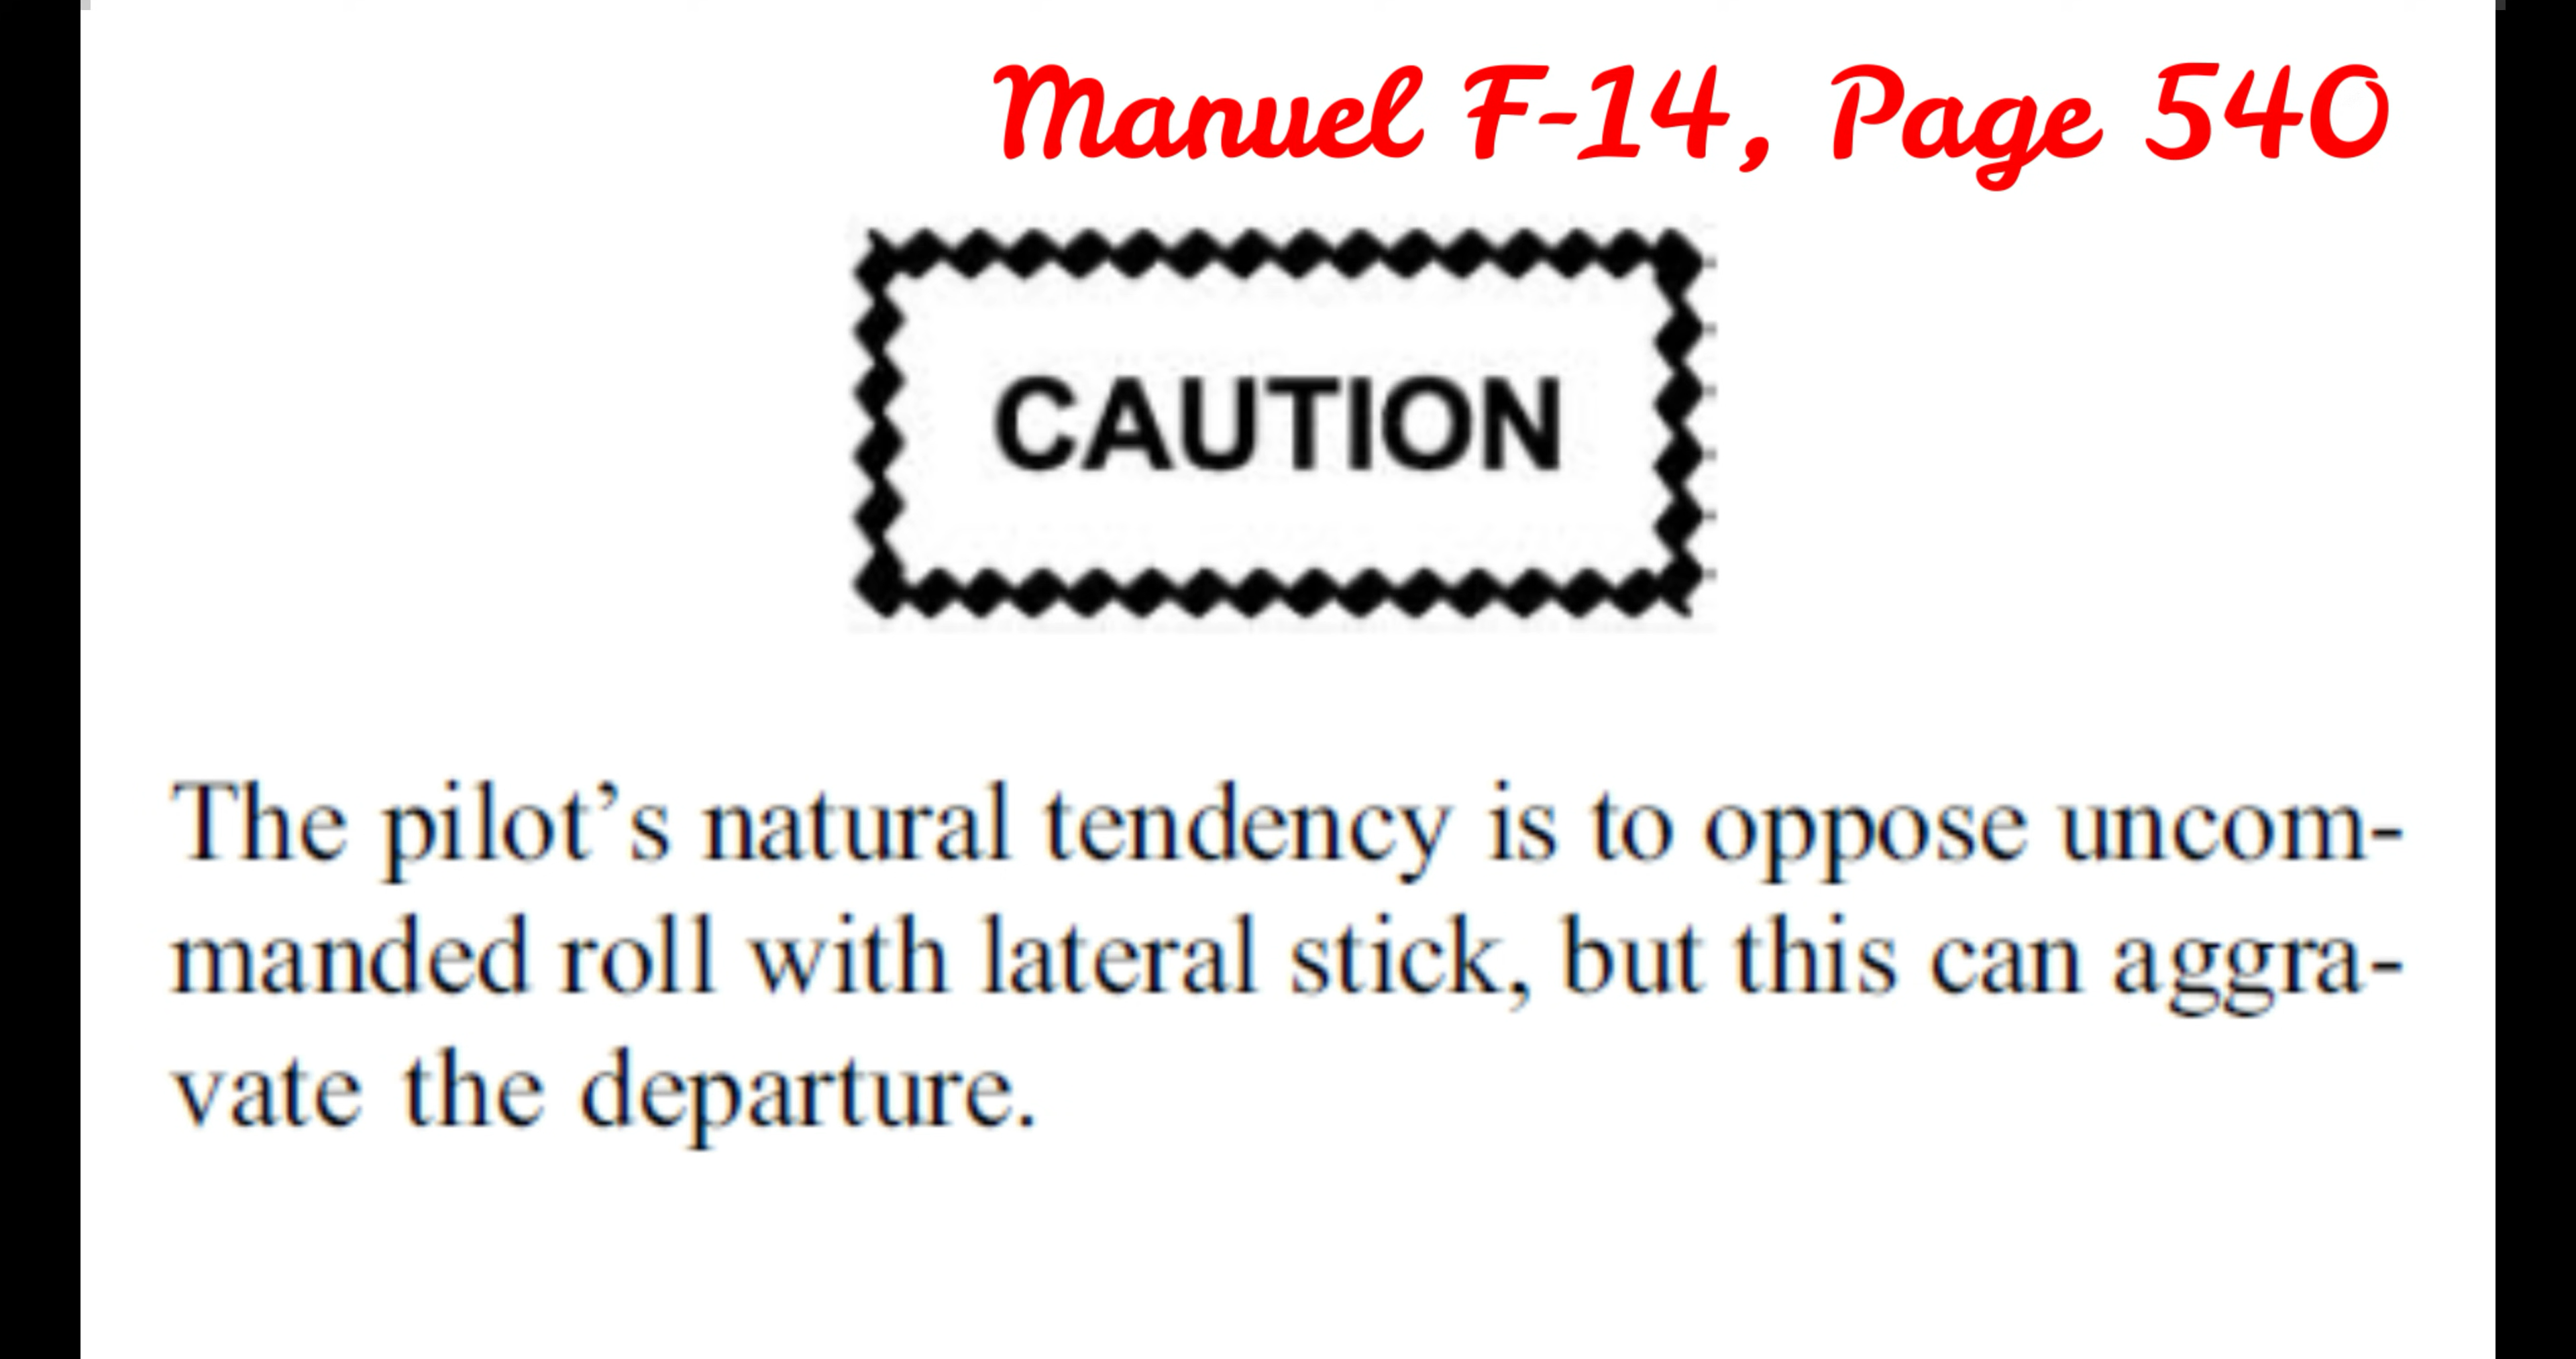 Manuel F-14, Page 540
CAUTION
The pilot’s natural tendency is to oppose uncom-
manded roll with lateral stick, but this can aggra-
vate the departure.